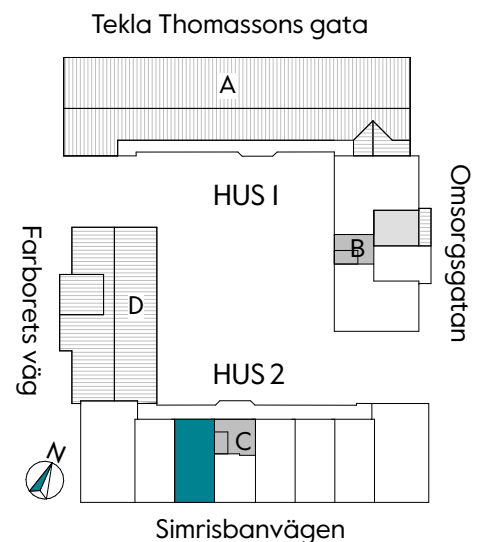 Tekla Thomassons gata
A
HUS 1
Omsorgsgatan
B
Farborets väg
D
HUS 2
C
N
Simrisbanvägen